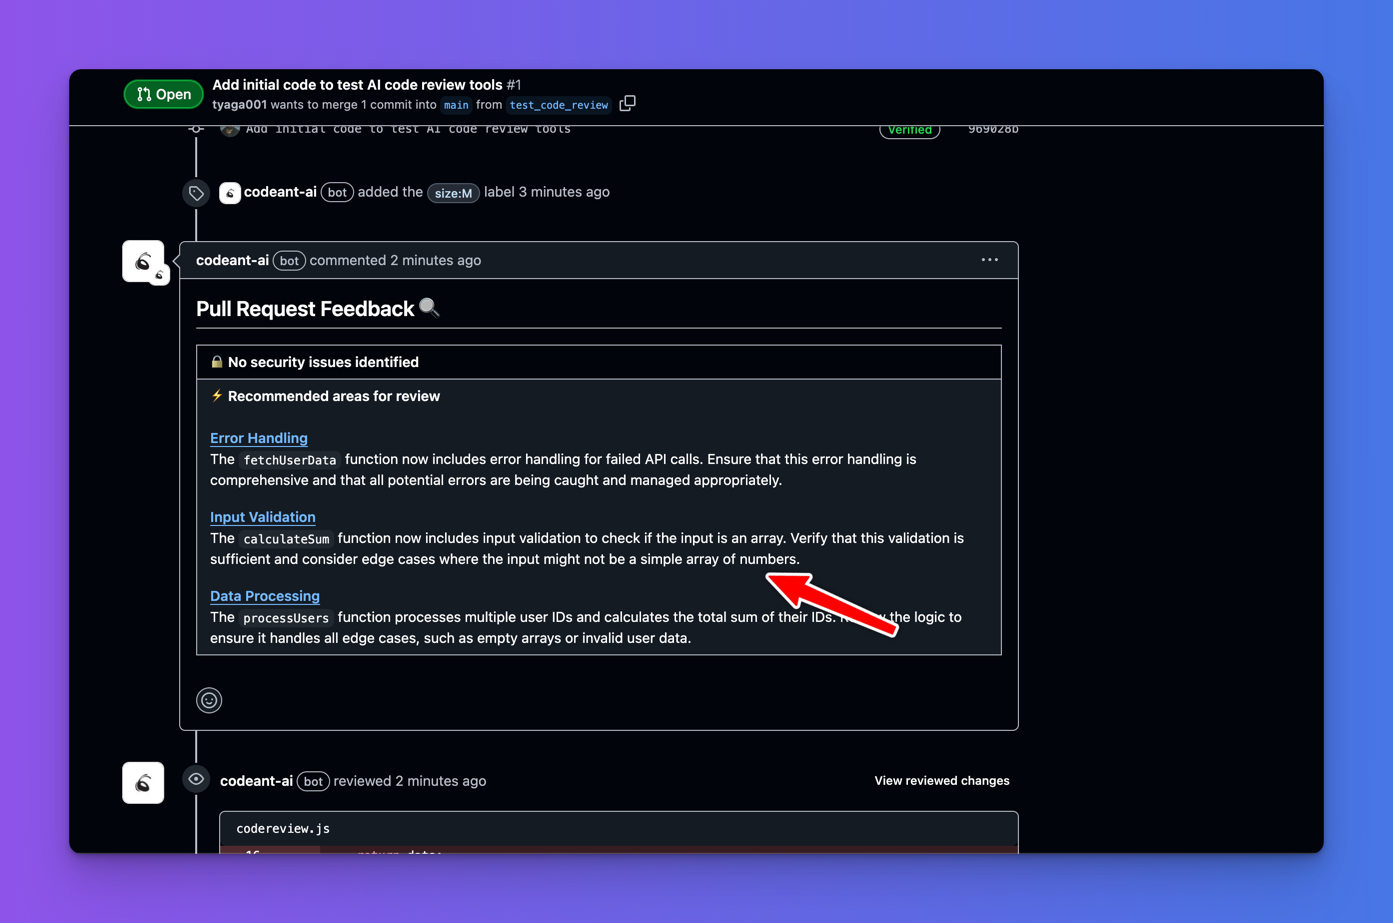 Open
Add initial code to test AI code review tools #1
tyaga001 wants to merge 1 commit into main from test_code_review
Add initial code to test AI code review tools
Verified
969028b
codeant-ai bot added the size:M label 3 minutes ago
codeant-ai bot commented 2 minutes ago
Pull Request Feedback
No security issues identified
Recommended areas for review
Error Handling
The fetchUserData function now includes error handling for failed API calls. Ensure that this error handling is
comprehensive and that all potential errors are being caught and managed appropriately.
Input Validation
The calculateSum function now includes input validation to check if the input is an array. Verify that this validation is
sufficient and consider edge cases where the input might not be a simple array of numbers.
Data Processing
The processUsers function processes multiple user IDs and calculates the total sum of their IDs. the logic to
ensure it handles all edge cases, such as empty arrays or invalid user data.
codeant-ai bot reviewed 2 minutes ago
View reviewed changes
codereview.js